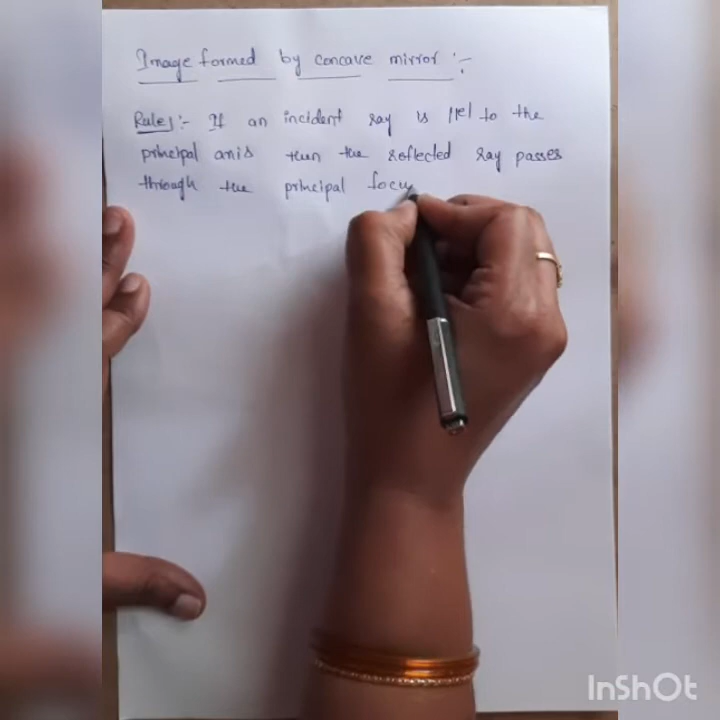 Image formed by concave mirror :-
Rules:- If an incident ray is llel to the
principal axis then the reflected ray passes
through the principal focu
InShOt